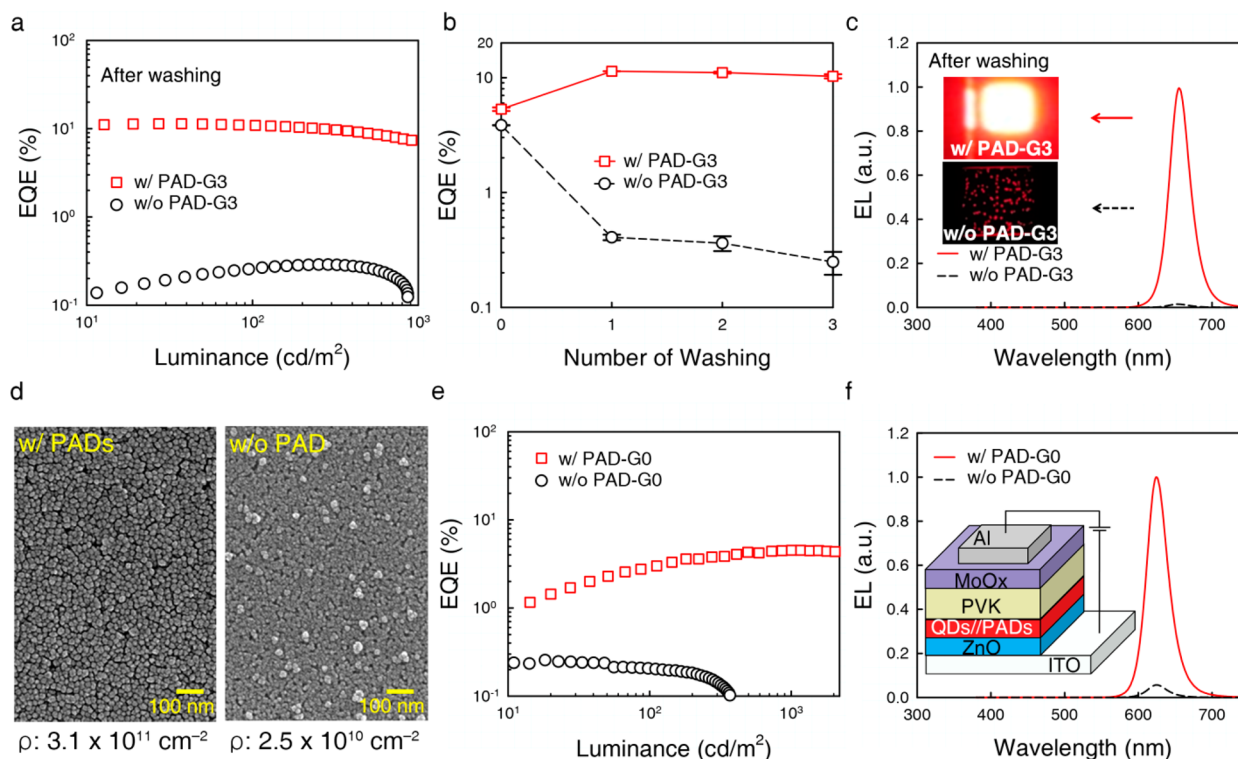 a
10²
After washing
10¹
w/ PAD-G3
w/o PAD-G3
10⁰
10⁻¹
10¹
10²
10³
EQE (%)
Luminance (cd/m²)
b
20
10
1
0.1
w/ PAD-G3
w/o PAD-G3
0
1
2
3
EQE (%)
Number of Washing
c
1.2
1.0
0.8
0.6
0.4
0.2
0.0
After washing
w/ PAD-G3
w/o PAD-G3
w/ PAD-G3
w/o PAD-G3
300
400
500
600
700
EL (a.u.)
Wavelength (nm)
d
w/ PADs
100 nm
ρ: 3.1 x 10¹¹ cm⁻²
w/o PAD
100 nm
ρ: 2.5 x 10¹⁰ cm⁻²
e
10²
w/ PAD-G0
w/o PAD-G0
10¹
10⁰
10⁻¹
10¹
10²
10³
EQE (%)
Luminance (cd/m²)
f
1.2
1.0
0.8
0.6
0.4
0.2
0.0
w/ PAD-G0
w/o PAD-G0
Al
MoOx
PVK
QDs//PADs
ZnO
ITO
300
400
500
600
700
EL (a.u.)
Wavelength (nm)